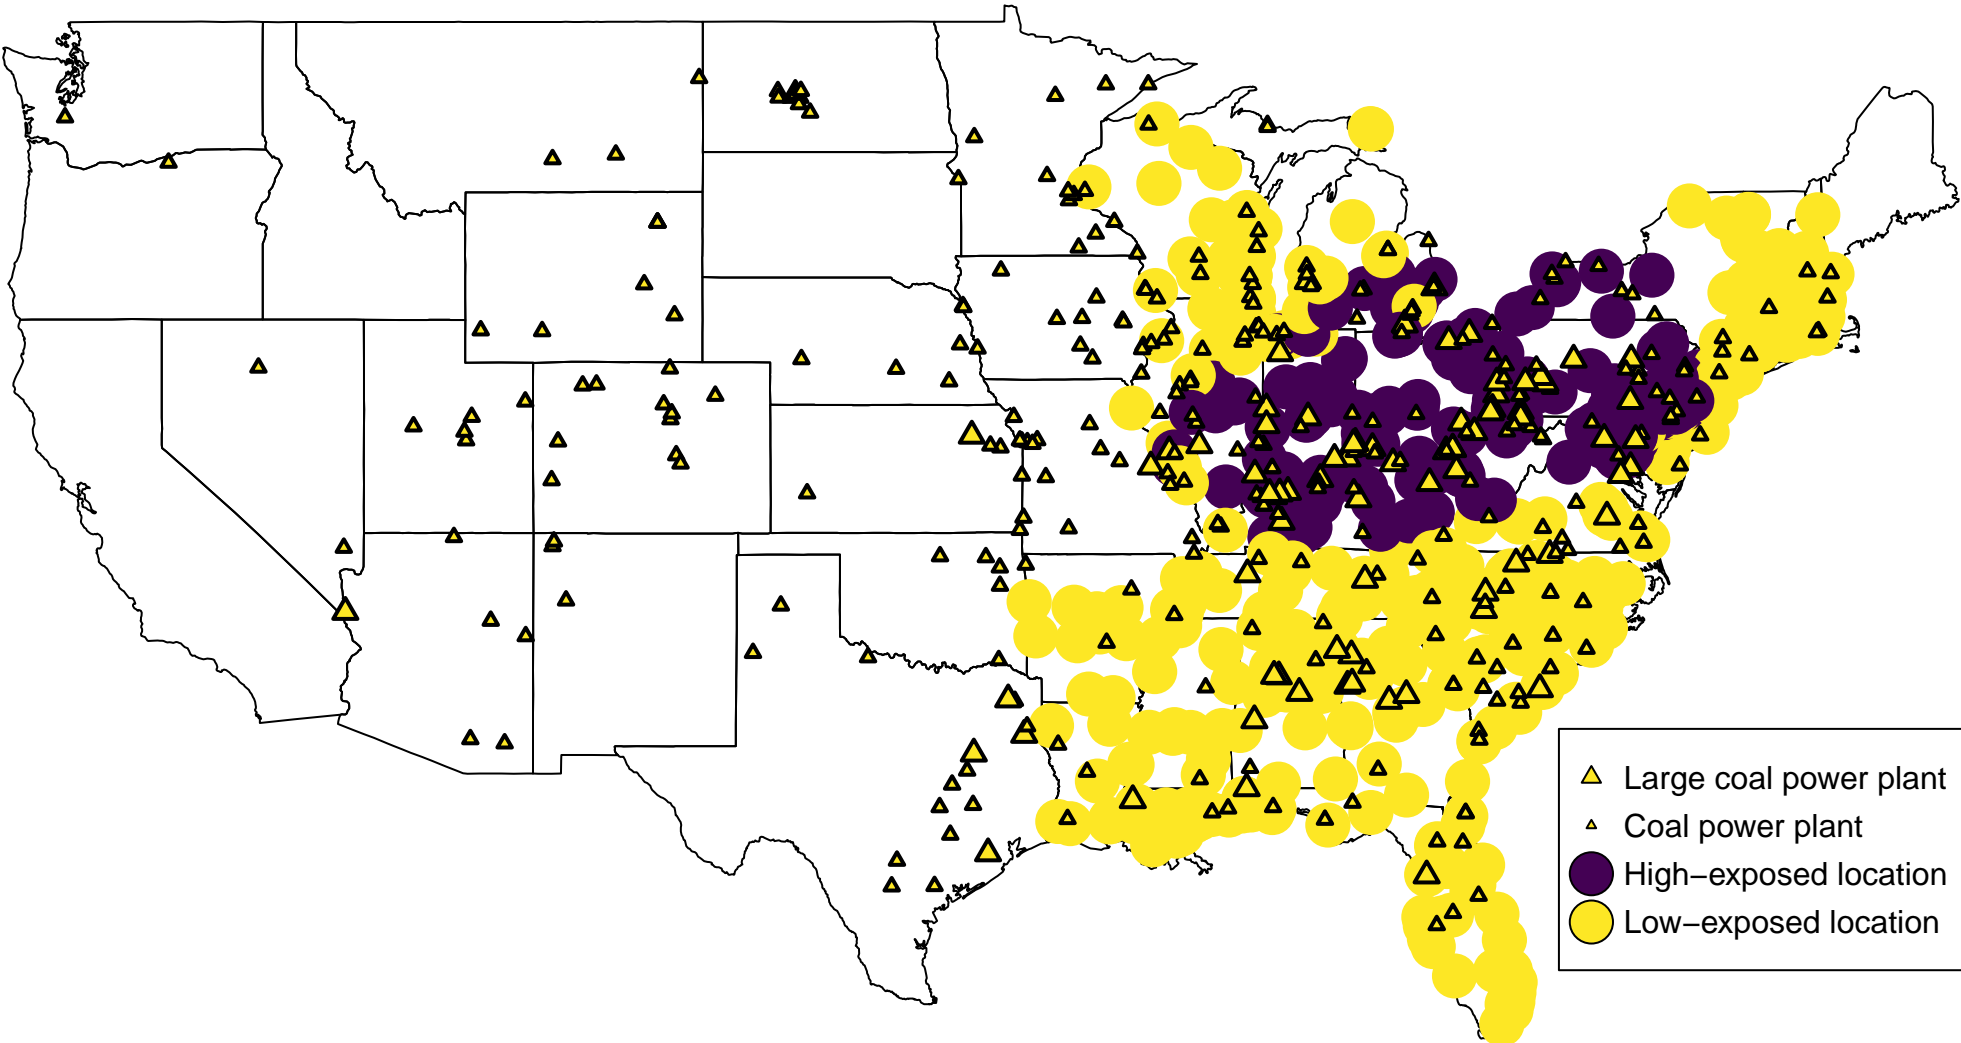 Large coal power plant
Coal power plant
High−exposed location
Low−exposed location